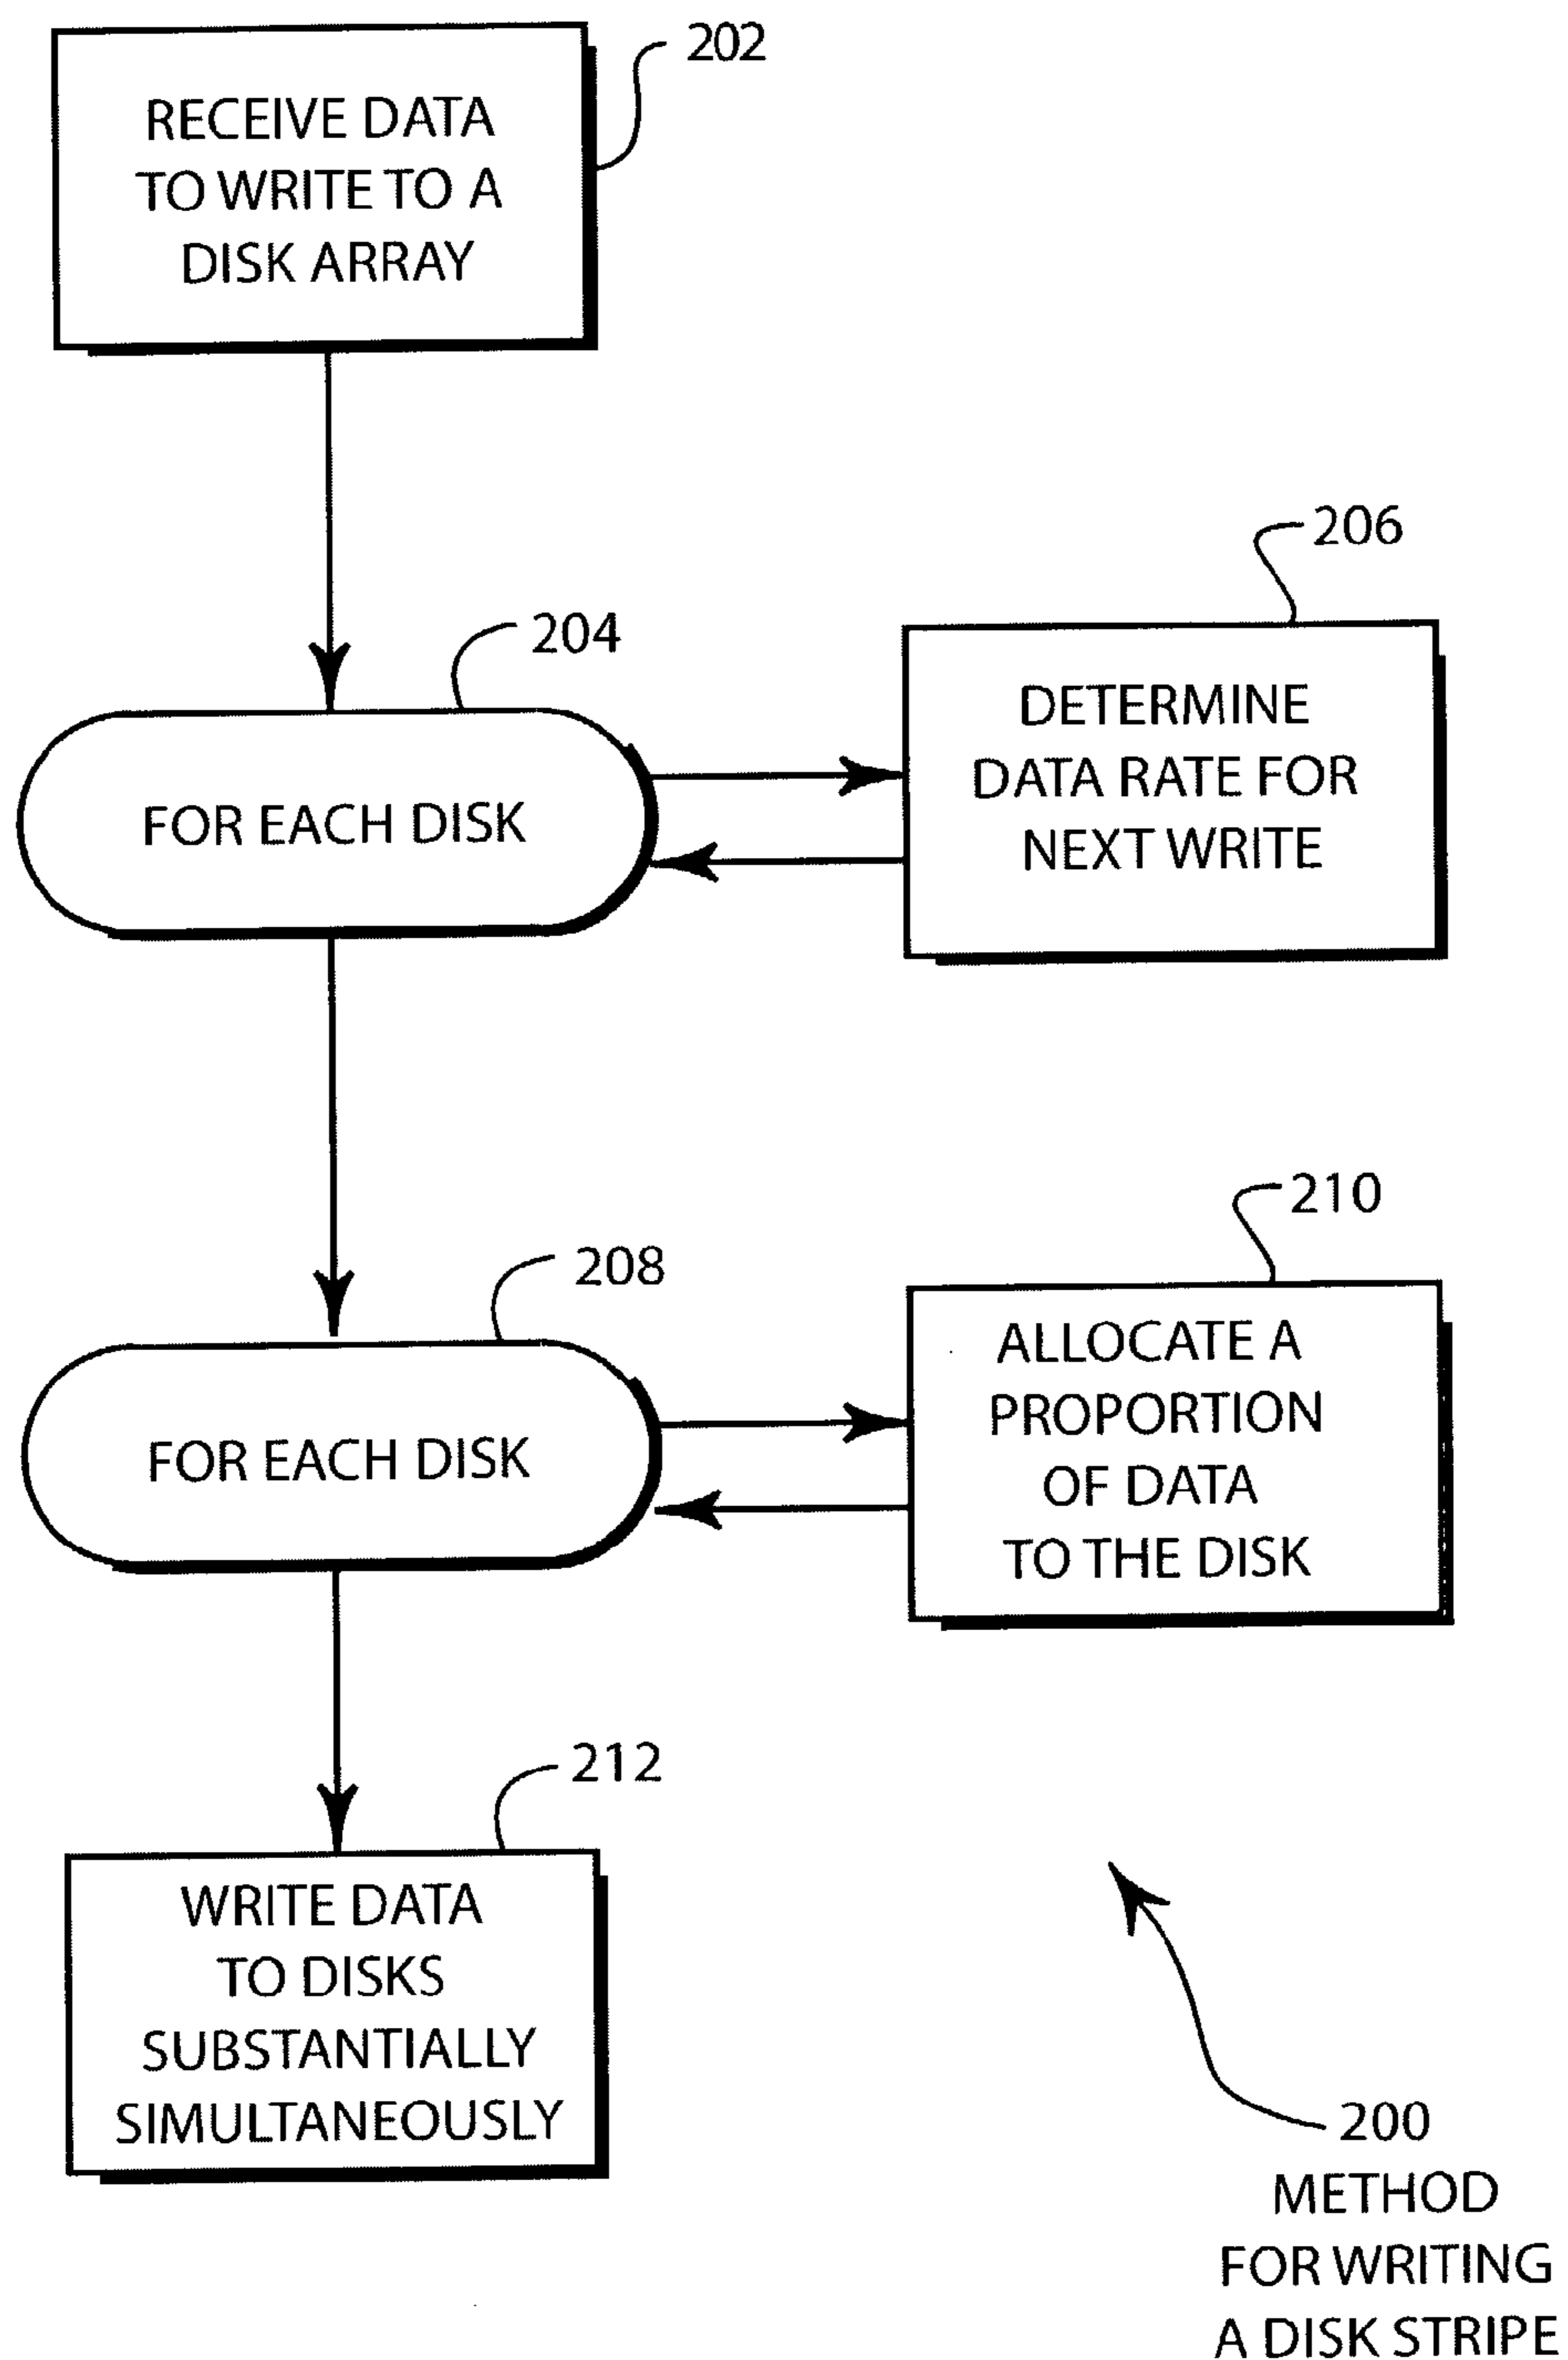 202
RECEIVE DATA
TO WRITE TO A
DISK ARRAY
206
204
DETERMINE
DATA RATE FOR
NEXT WRITE
FOR EACH DISK
210
208
ALLOCATE A
PROPORTION
OF DATA
TO THE DISK
FOR EACH DISK
212
WRITE DATA
TO DISKS
SUBSTANTIALLY
SIMULTANEOUSLY
200
METHOD
FOR WRITING
A DISK STRIPE